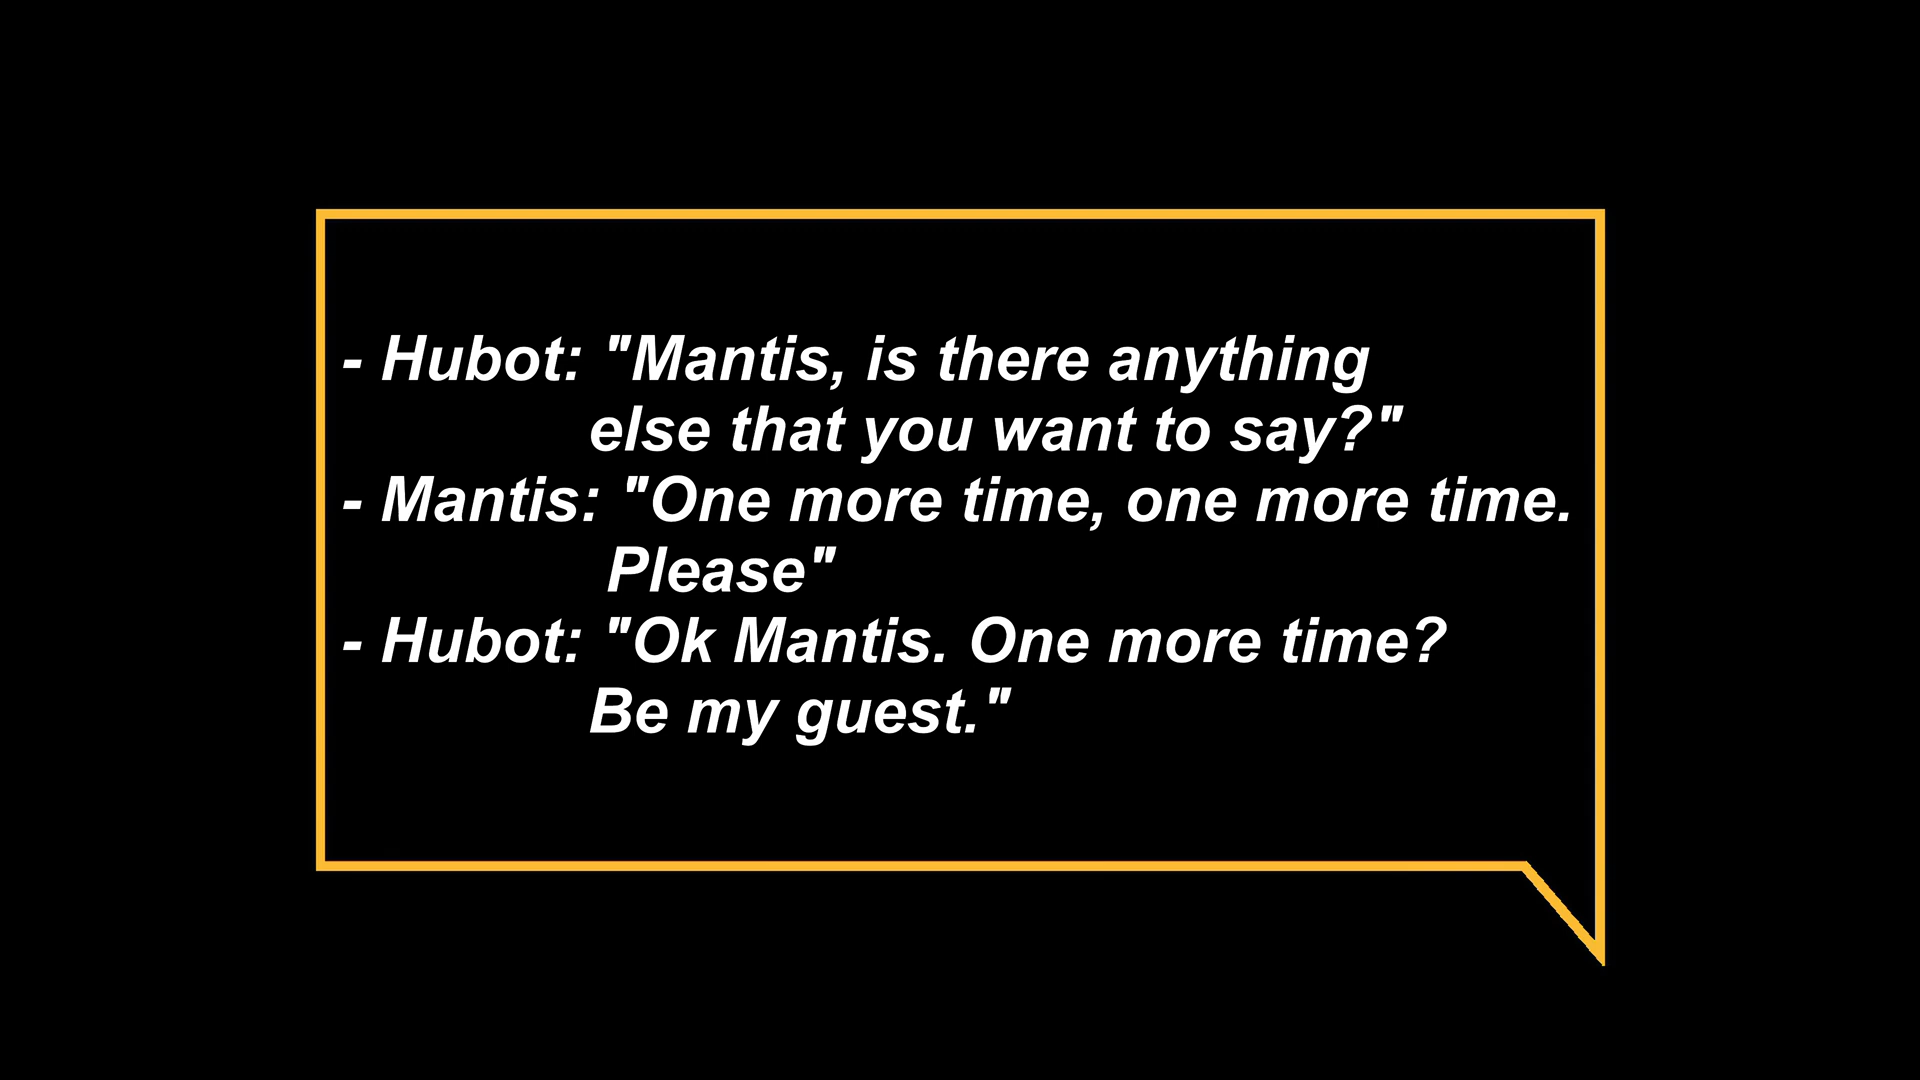 - Hubot: "Mantis, is there anything
else that you want to say?"
- Mantis: "One more time, one more time.
Please"
- Hubot: "Ok Mantis. One more time?
Be my guest."